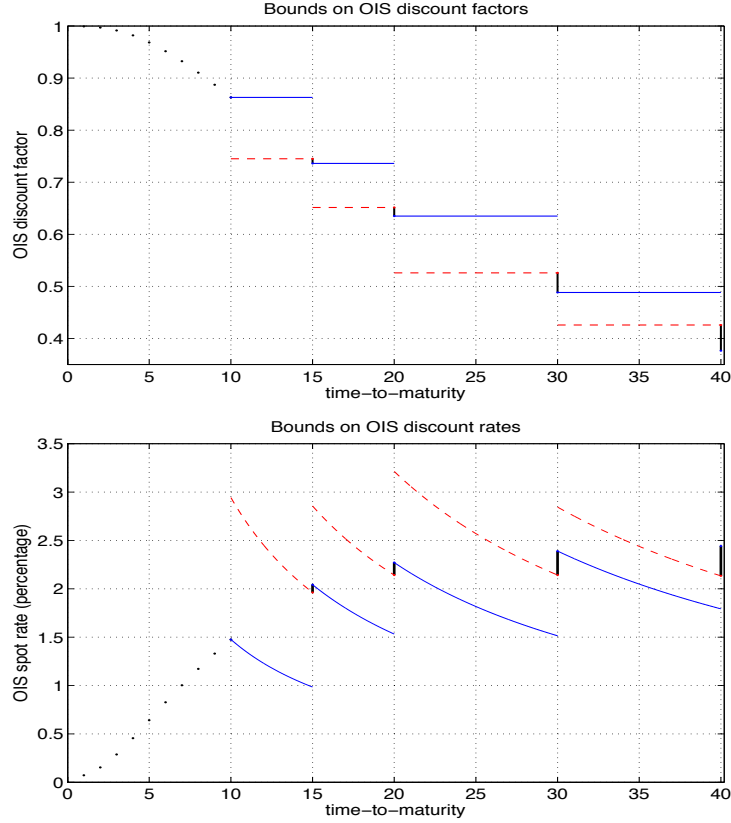 Bounds on OIS discount factors
1
0.9
0.8
0.7
0.6
0.5
0.4
OIS discount factor
0 5 10 15 20 25 30 35 40
time−to−maturity
Bounds on OIS discount rates
3.5
3
2.5
2
1.5
1
0.5
0
OIS spot rate (percentage)
0 5 10 15 20 25 30 35 40
time−to−maturity